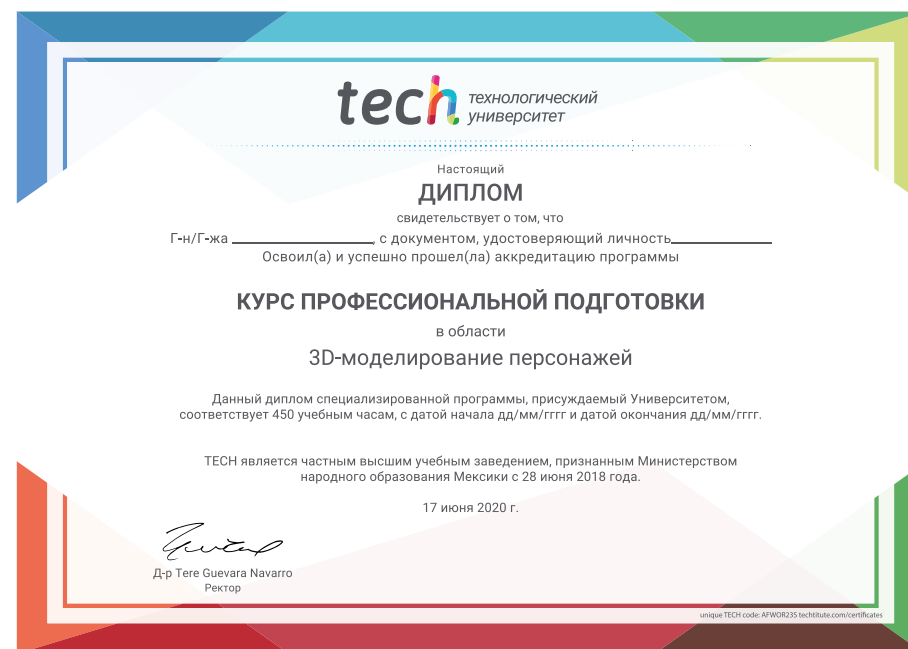 tech технологический
университет
Настоящий
ДИПЛОМ
свидетельствует о том, что
Г-н/Г-жа ____________________, с документом, удостоверяющий личность______________
Освоил(а) и успешно прошел(ла) аккредитацию программы
КУРС ПРОФЕССИОНАЛЬНОЙ ПОДГОТОВКИ
в области
3D-моделирование персонажей
Данный диплом специализированной программы, присуждаемый Университетом,
соответствует 450 учебным часам, с датой начала дд/мм/гггг и датой окончания дд/мм/гггг.
TECH является частным высшим учебным заведением, признанным Министерством
народного образования Мексики с 28 июня 2018 года.
17 июня 2020 г.
Д-р Tere Guevara Navarro
Ректор
unique TECH code: AFWOR235 techtitute.com/certificates